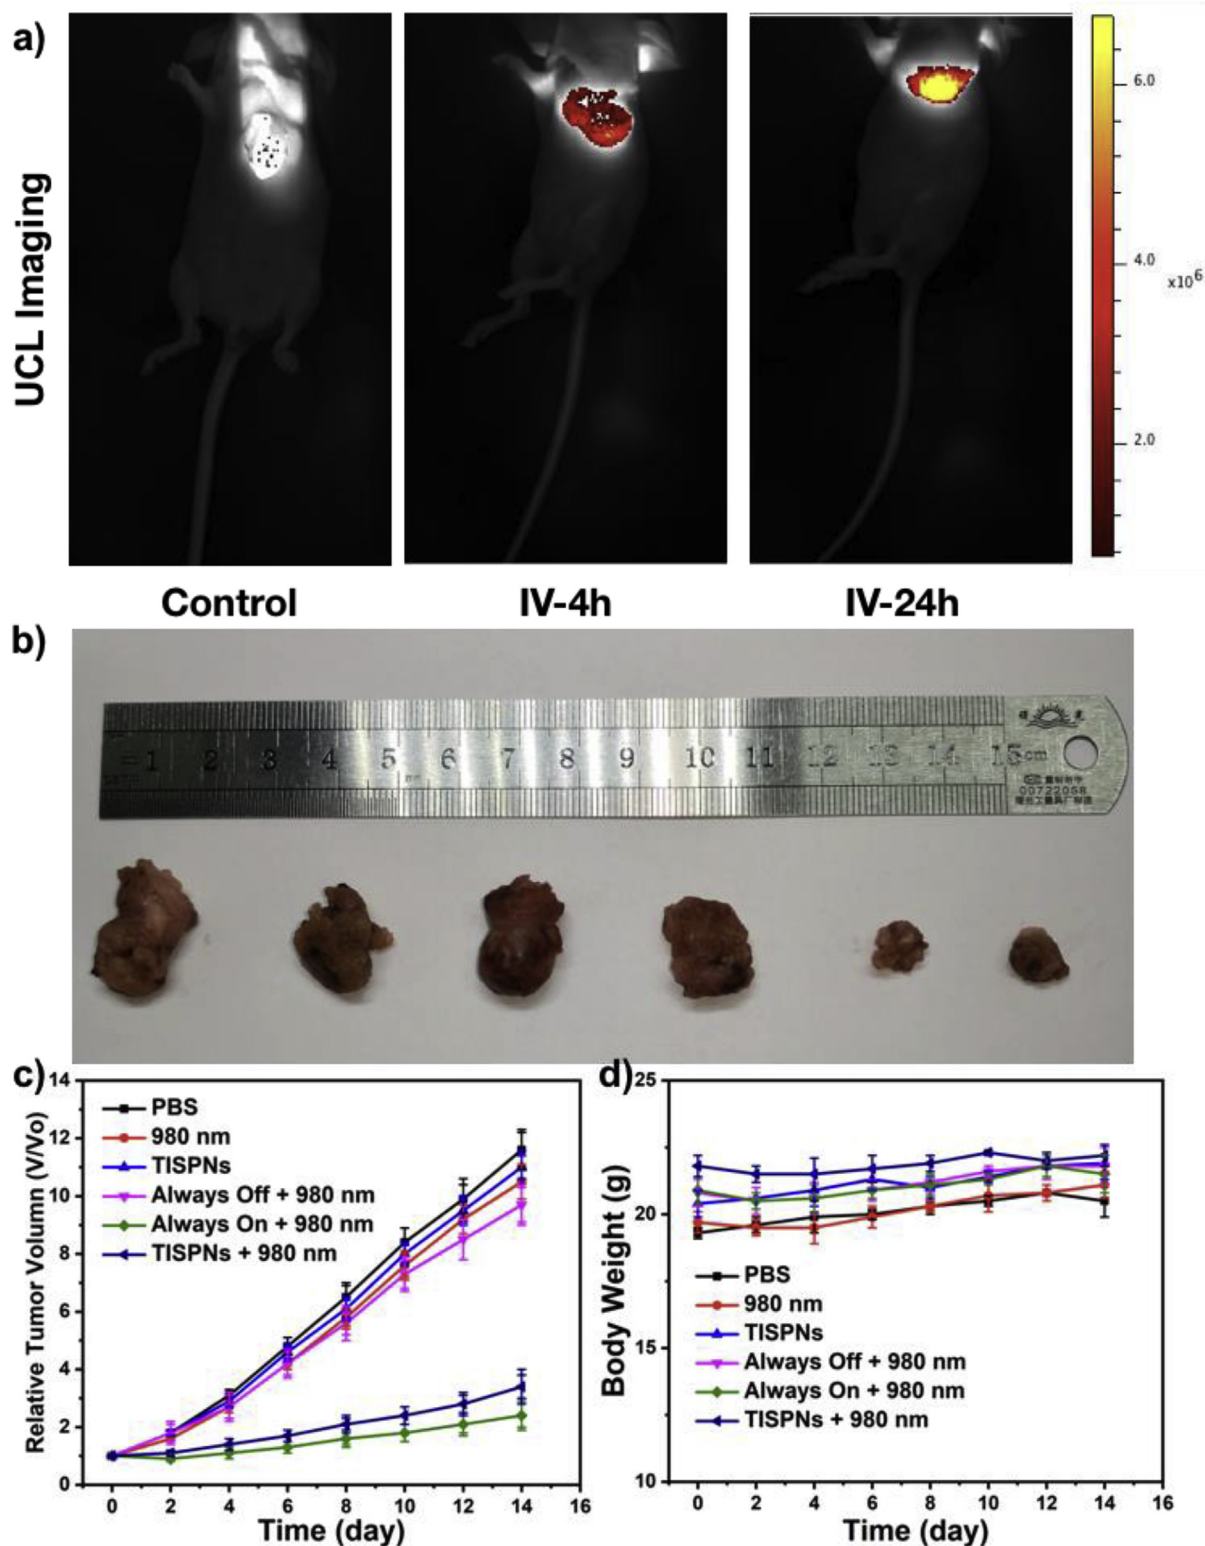 a)
UCL Imaging
6.0
4.0
x10⁶
2.0
Control IV-4h IV-24h
b)
1 2 3 4 5 6 7 8 9 10 11 12 13 14 15 cm
00722058
c)
Relative Tumor Volumn (V/Vo)
14
12
10
8
6
4
2
0
PBS
980 nm
TISPNs
Always Off + 980 nm
Always On + 980 nm
TISPNs + 980 nm
0 2 4 6 8 10 12 14 16
Time (day)
d)
Body Weight (g)
25
20
15
10
PBS
980 nm
TISPNs
Always Off + 980 nm
Always On + 980 nm
TISPNs + 980 nm
0 2 4 6 8 10 12 14 16
Time (day)